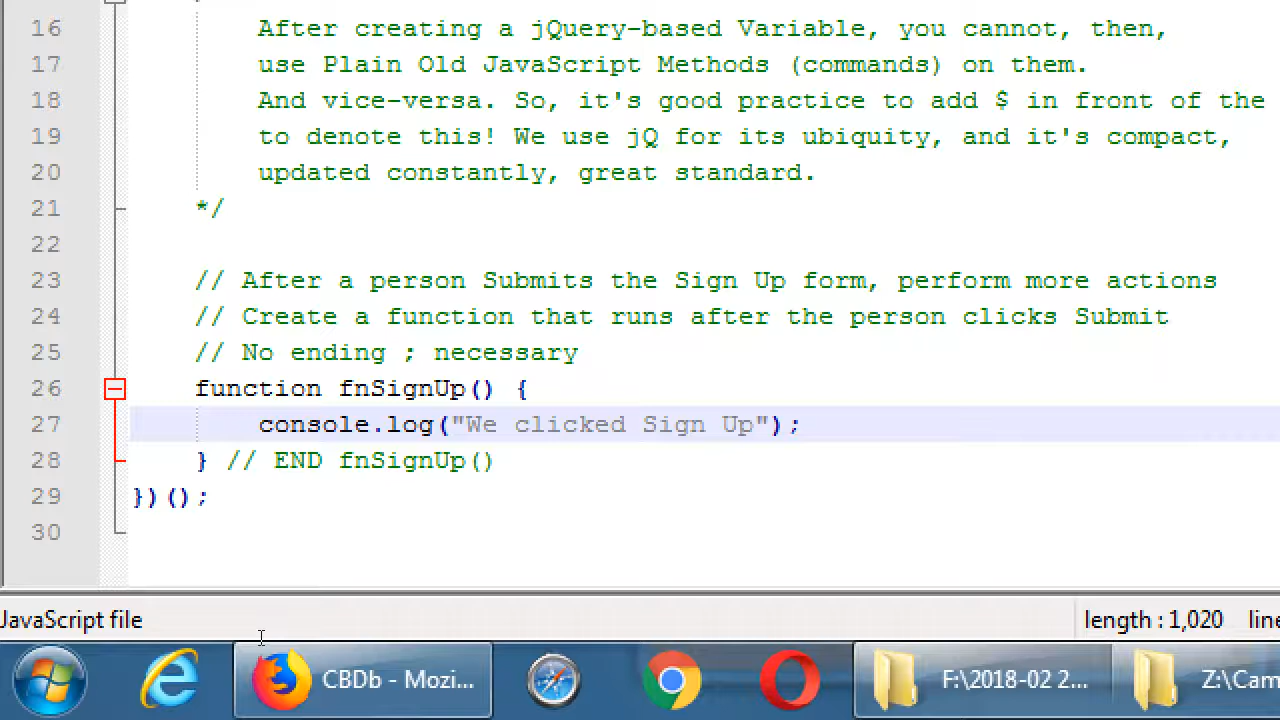 16 After creating a jQuery-based Variable, you cannot, then,
17 use Plain Old JavaScript Methods (commands) on them.
18 And vice-versa. So, it's good practice to add $ in front of the
19 to denote this! We use jQ for its ubiquity, and it's compact,
20 updated constantly, great standard.
21 */
22
23 // After a person Submits the Sign Up form, perform more actions
24 // Create a function that runs after the person clicks Submit
25 // No ending ; necessary
26 function fnSignUp() {
27 console.log("We clicked Sign Up");
28 } // END fnSignUp()
29 })();
30
JavaScript file length : 1,020 line
CBDb - Mozi... F:\2018-02 2... Z:\Cam